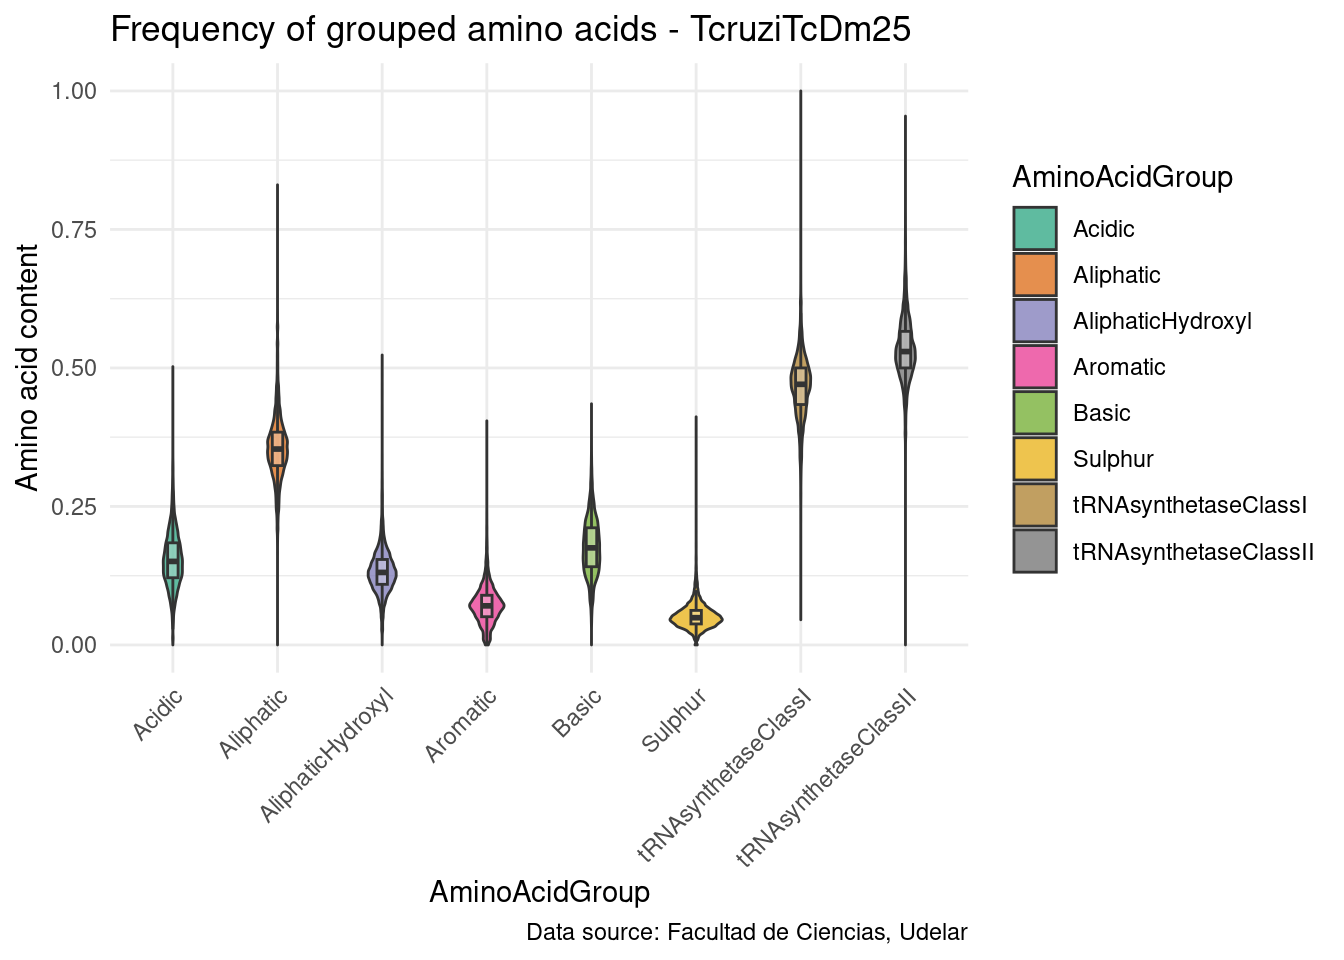 Frequency of grouped amino acids - TcruziTcDm25
Amino acid content
1.00
0.75
0.50
0.25
0.00
Acidic
Aliphatic
AliphaticHydroxyl
Aromatic
Basic
Sulphur
tRNAsynthetaseClassI
tRNAsynthetaseClassII
AminoAcidGroup
AminoAcidGroup
Acidic
Aliphatic
AliphaticHydroxyl
Aromatic
Basic
Sulphur
tRNAsynthetaseClassI
tRNAsynthetaseClassII
Data source: Facultad de Ciencias, Udelar